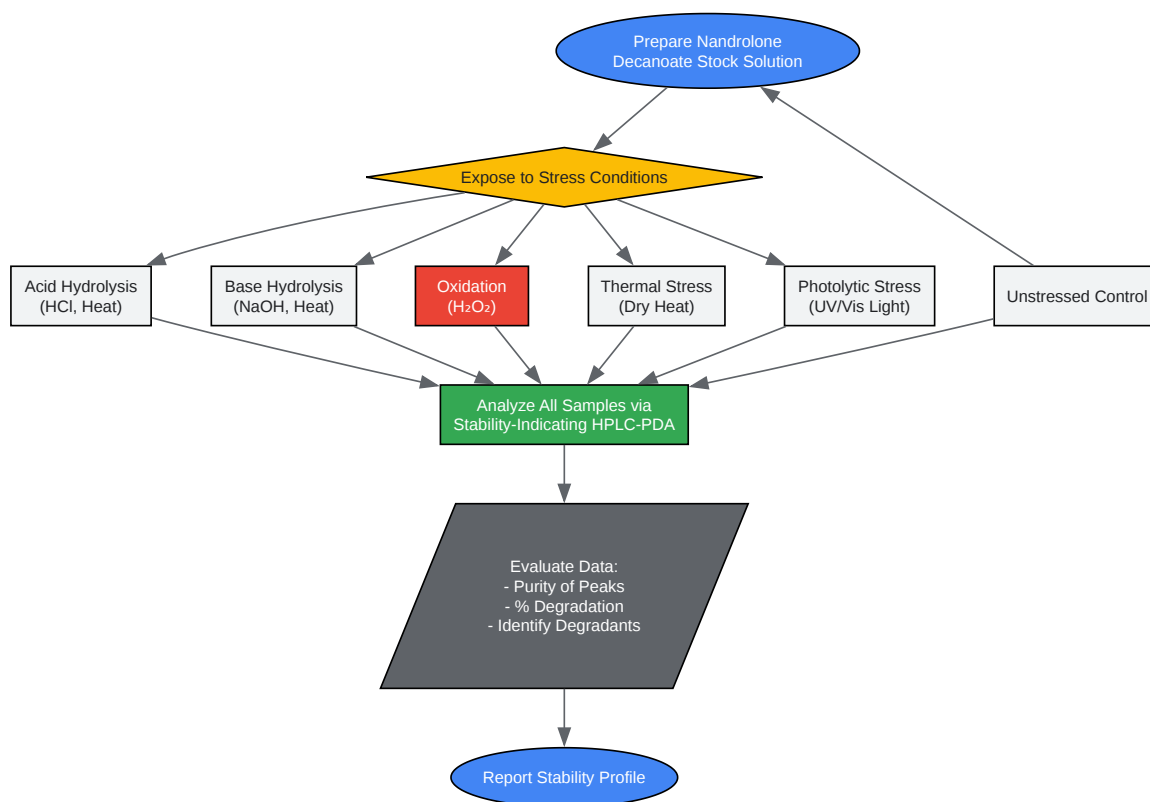 Prepare Nandrolone
Decanoate Stock Solution
Expose to Stress Conditions
Acid Hydrolysis
(HCl, Heat)
Base Hydrolysis
(NaOH, Heat)
Oxidation
(H₂O₂)
Thermal Stress
(Dry Heat)
Photolytic Stress
(UV/Vis Light)
Unstressed Control
Analyze All Samples via
Stability-Indicating HPLC-PDA
Evaluate Data:
- Purity of Peaks
- % Degradation
- Identify Degradants
Report Stability Profile